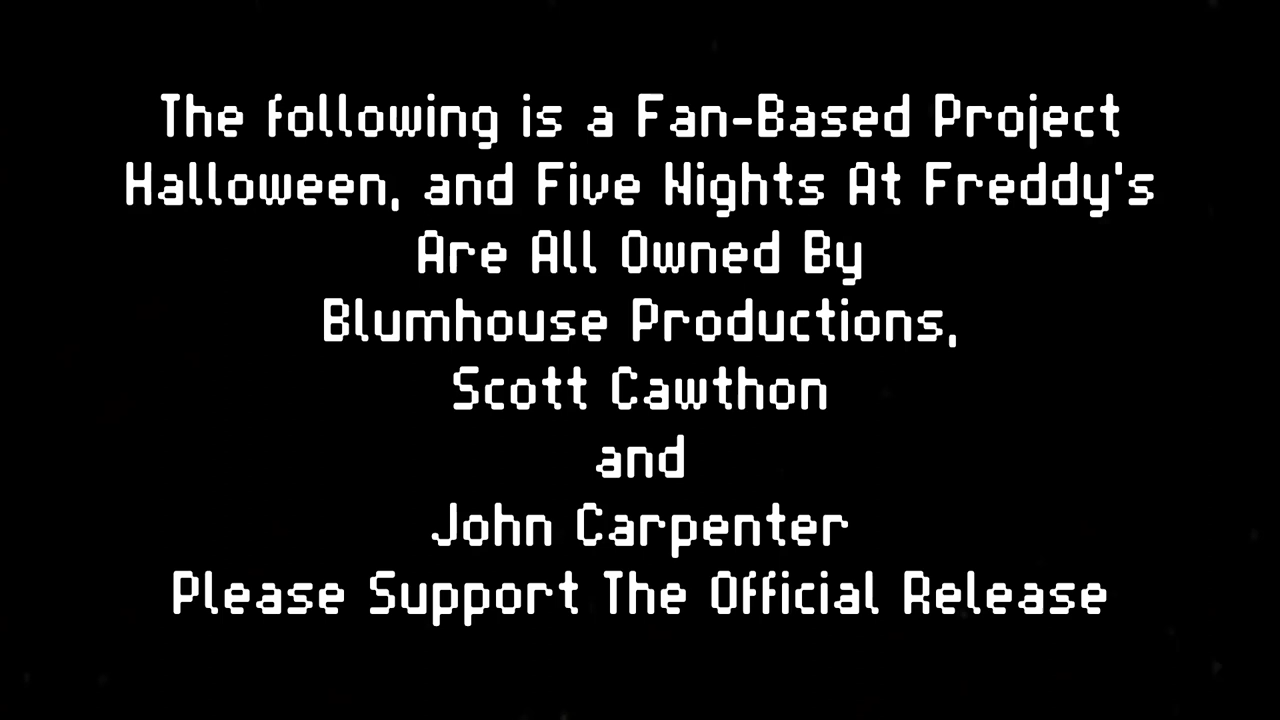 The following is a Fan-Based Project
Halloween, and Five Nights At Freddy's
Are All Owned By
Blumhouse Productions,
Scott Cawthon
and
John Carpenter
Please Support The Official Release